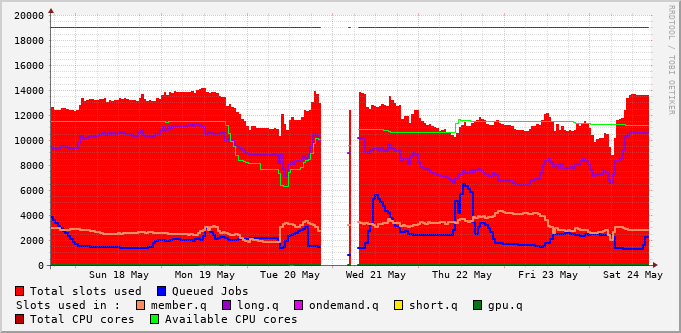 20000
18000
16000
14000
12000
10000
8000
6000
4000
2000
0
Sun 18 May Mon 19 May Tue 20 May Wed 21 May Thu 22 May Fri 23 May Sat 24 May
RRDTOOL / TOBI OETIKER
Total slots used Queued Jobs
Slots used in : member.q long.q ondemand.q short.q gpu.q
Total CPU cores Available CPU cores